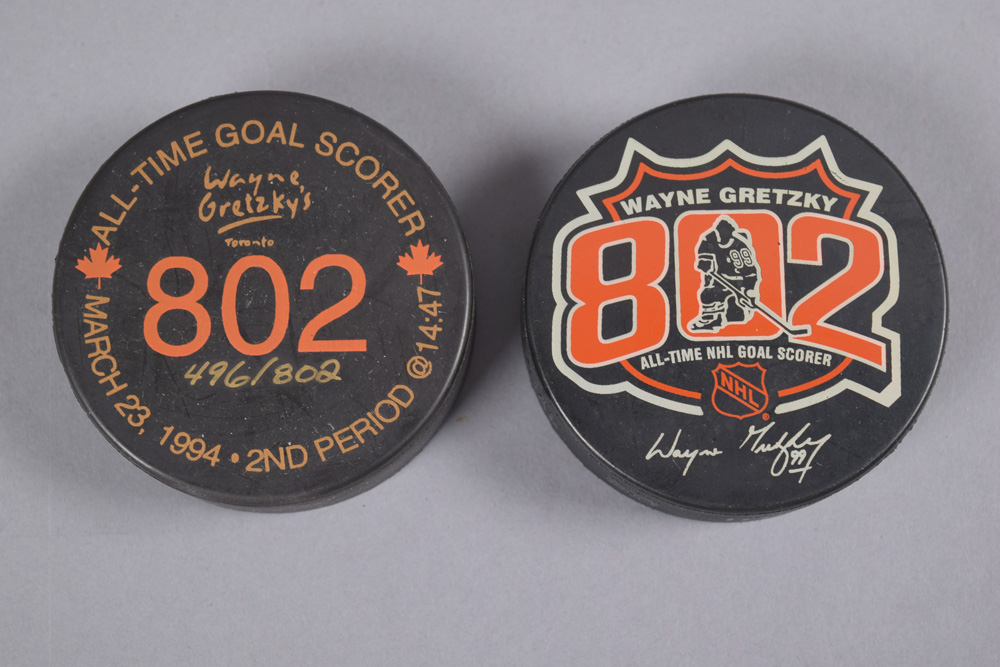 ALL-TIME GOAL SCORER
Wayne
Gretzky's
Toronto
802
496/802
MARCH 23, 1994 • 2ND PERIOD @ 14:47
WAYNE GRETZKY
802
99
ALL-TIME NHL GOAL SCORER
NHL
Wayne Gretzky
99